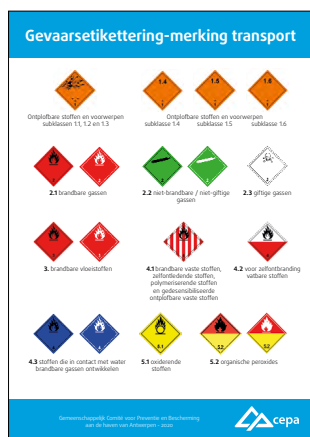 Gevaarsetikettering-merking transport
1.4
1.5
1.6
Ontplofbare stoffen en voorwerpen
subklassen 1.1, 1.2 en 1.3
Ontplofbare stoffen en voorwerpen
subklasse 1.4 subklasse 1.5 subklasse 1.6
2.1 brandbare gassen
2.2 niet-brandbare / niet-giftige
gassen
2.3 giftige gassen
3. brandbare vloeistoffen
4.1 brandbare vaste stoffen,
zelfontledende stoffen,
polymeriserende stoffen
en gedesensibiliseerde
ontplofbare vaste stoffen
4.2 voor zelfontbranding
vatbare stoffen
5.1
5.2
5.2
4.3 stoffen die in contact met water
brandbare gassen ontwikkelen
5.1 oxiderende
stoffen
5.2 organische peroxides
Gemeenschappelijk Comité voor Preventie en Bescherming
aan de haven van Antwerpen - 2020
cepa